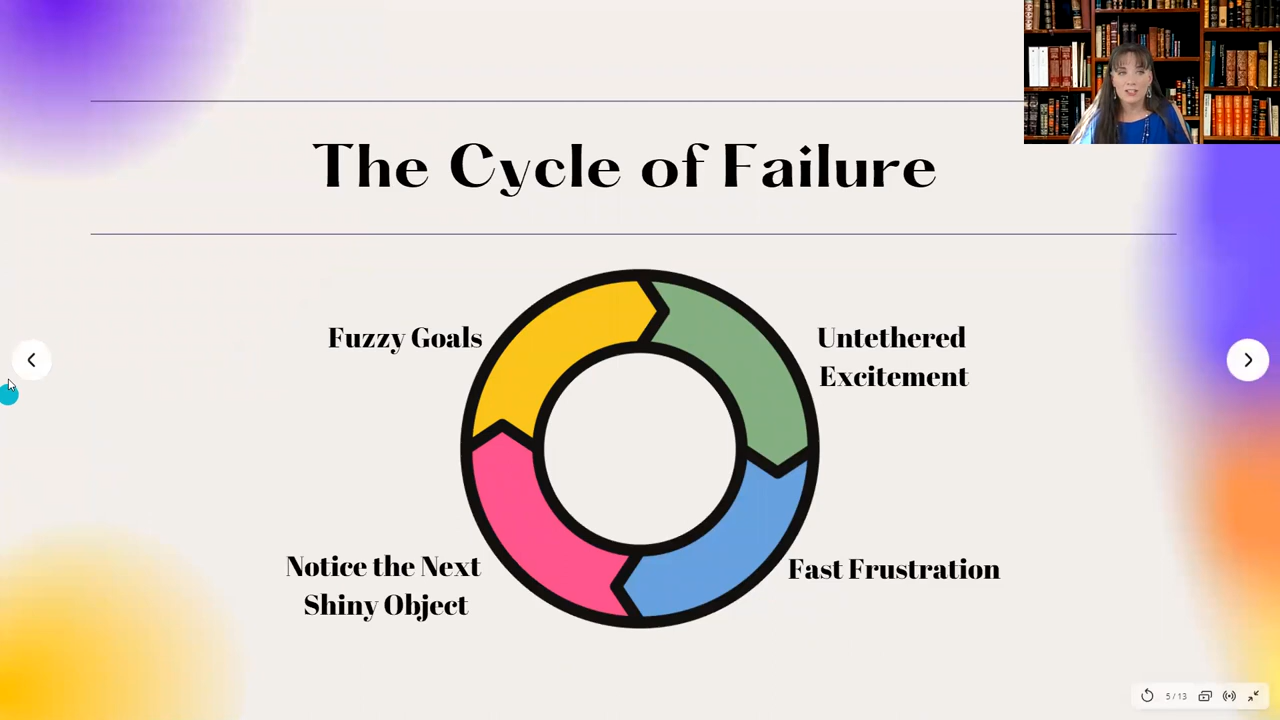 The Cycle of Failure
Fuzzy Goals
Untethered
Excitement
Notice the Next
Shiny Object
Fast Frustration
5 / 13